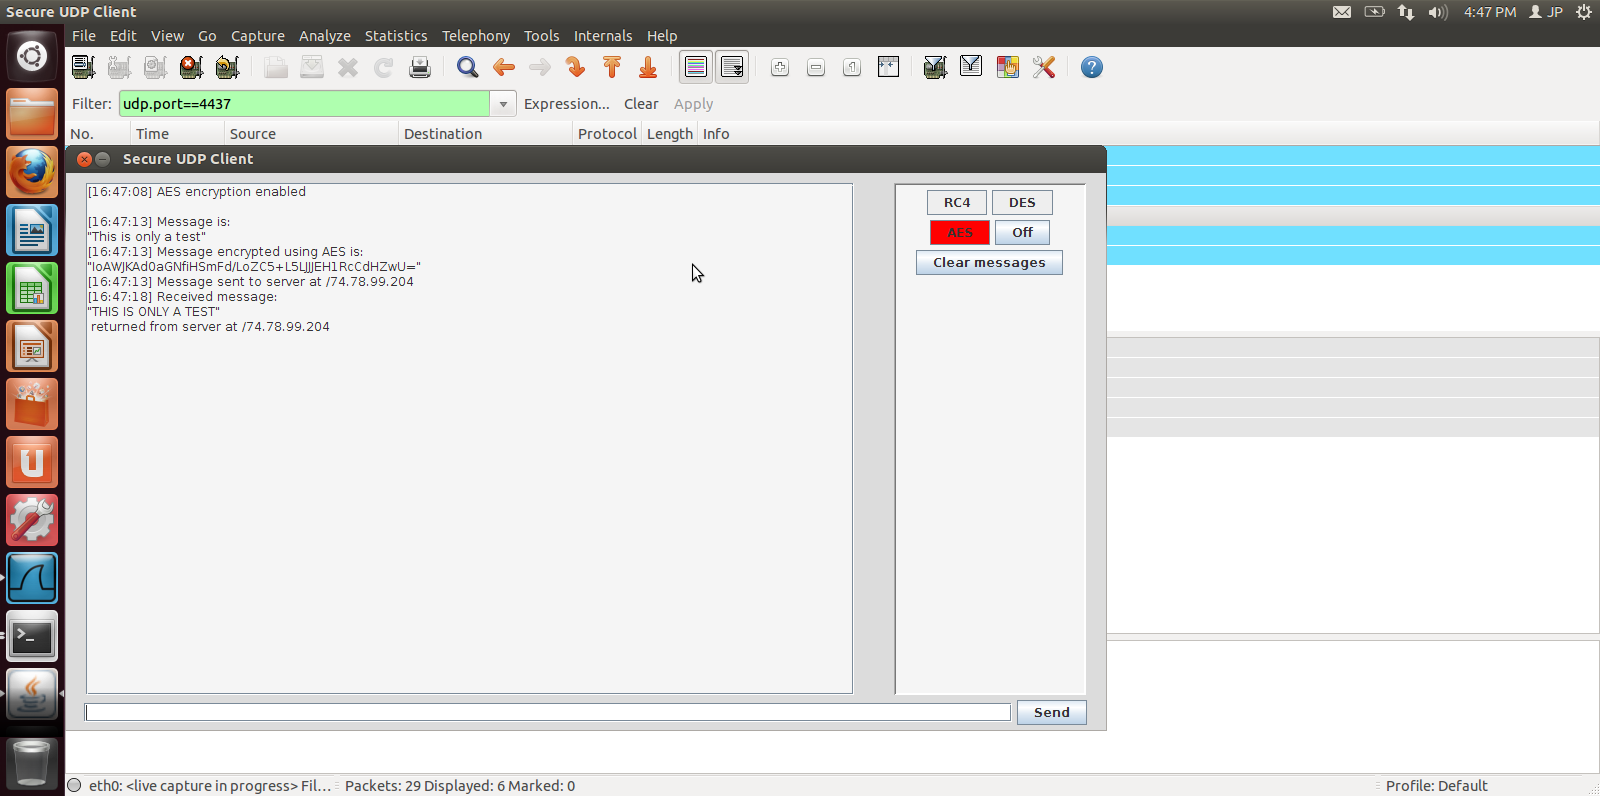 Secure UDP Client
4:47 PM
JP
File Edit View Go Capture Analyze Statistics Telephony Tools Internals Help
Filter: udp.port==4437 Expression... Clear Apply
No. Time Source Destination Protocol Length Info
Secure UDP Client
[16:47:08] AES encryption enabled
[16:47:13] Message is:
"This is only a test"
[16:47:13] Message encrypted using AES is:
"IoAWJKAd0aGNfiHSmFd/LoZC5+L5LJjJEH1RcCdHZwU="
[16:47:13] Message sent to server at /74.78.99.204
[16:47:18] Received message:
"THIS IS ONLY A TEST"
returned from server at /74.78.99.204
RC4 DES
AES Off
Clear messages
Send
eth0: <live capture in progress> Fil... Packets: 29 Displayed: 6 Marked: 0 Profile: Default